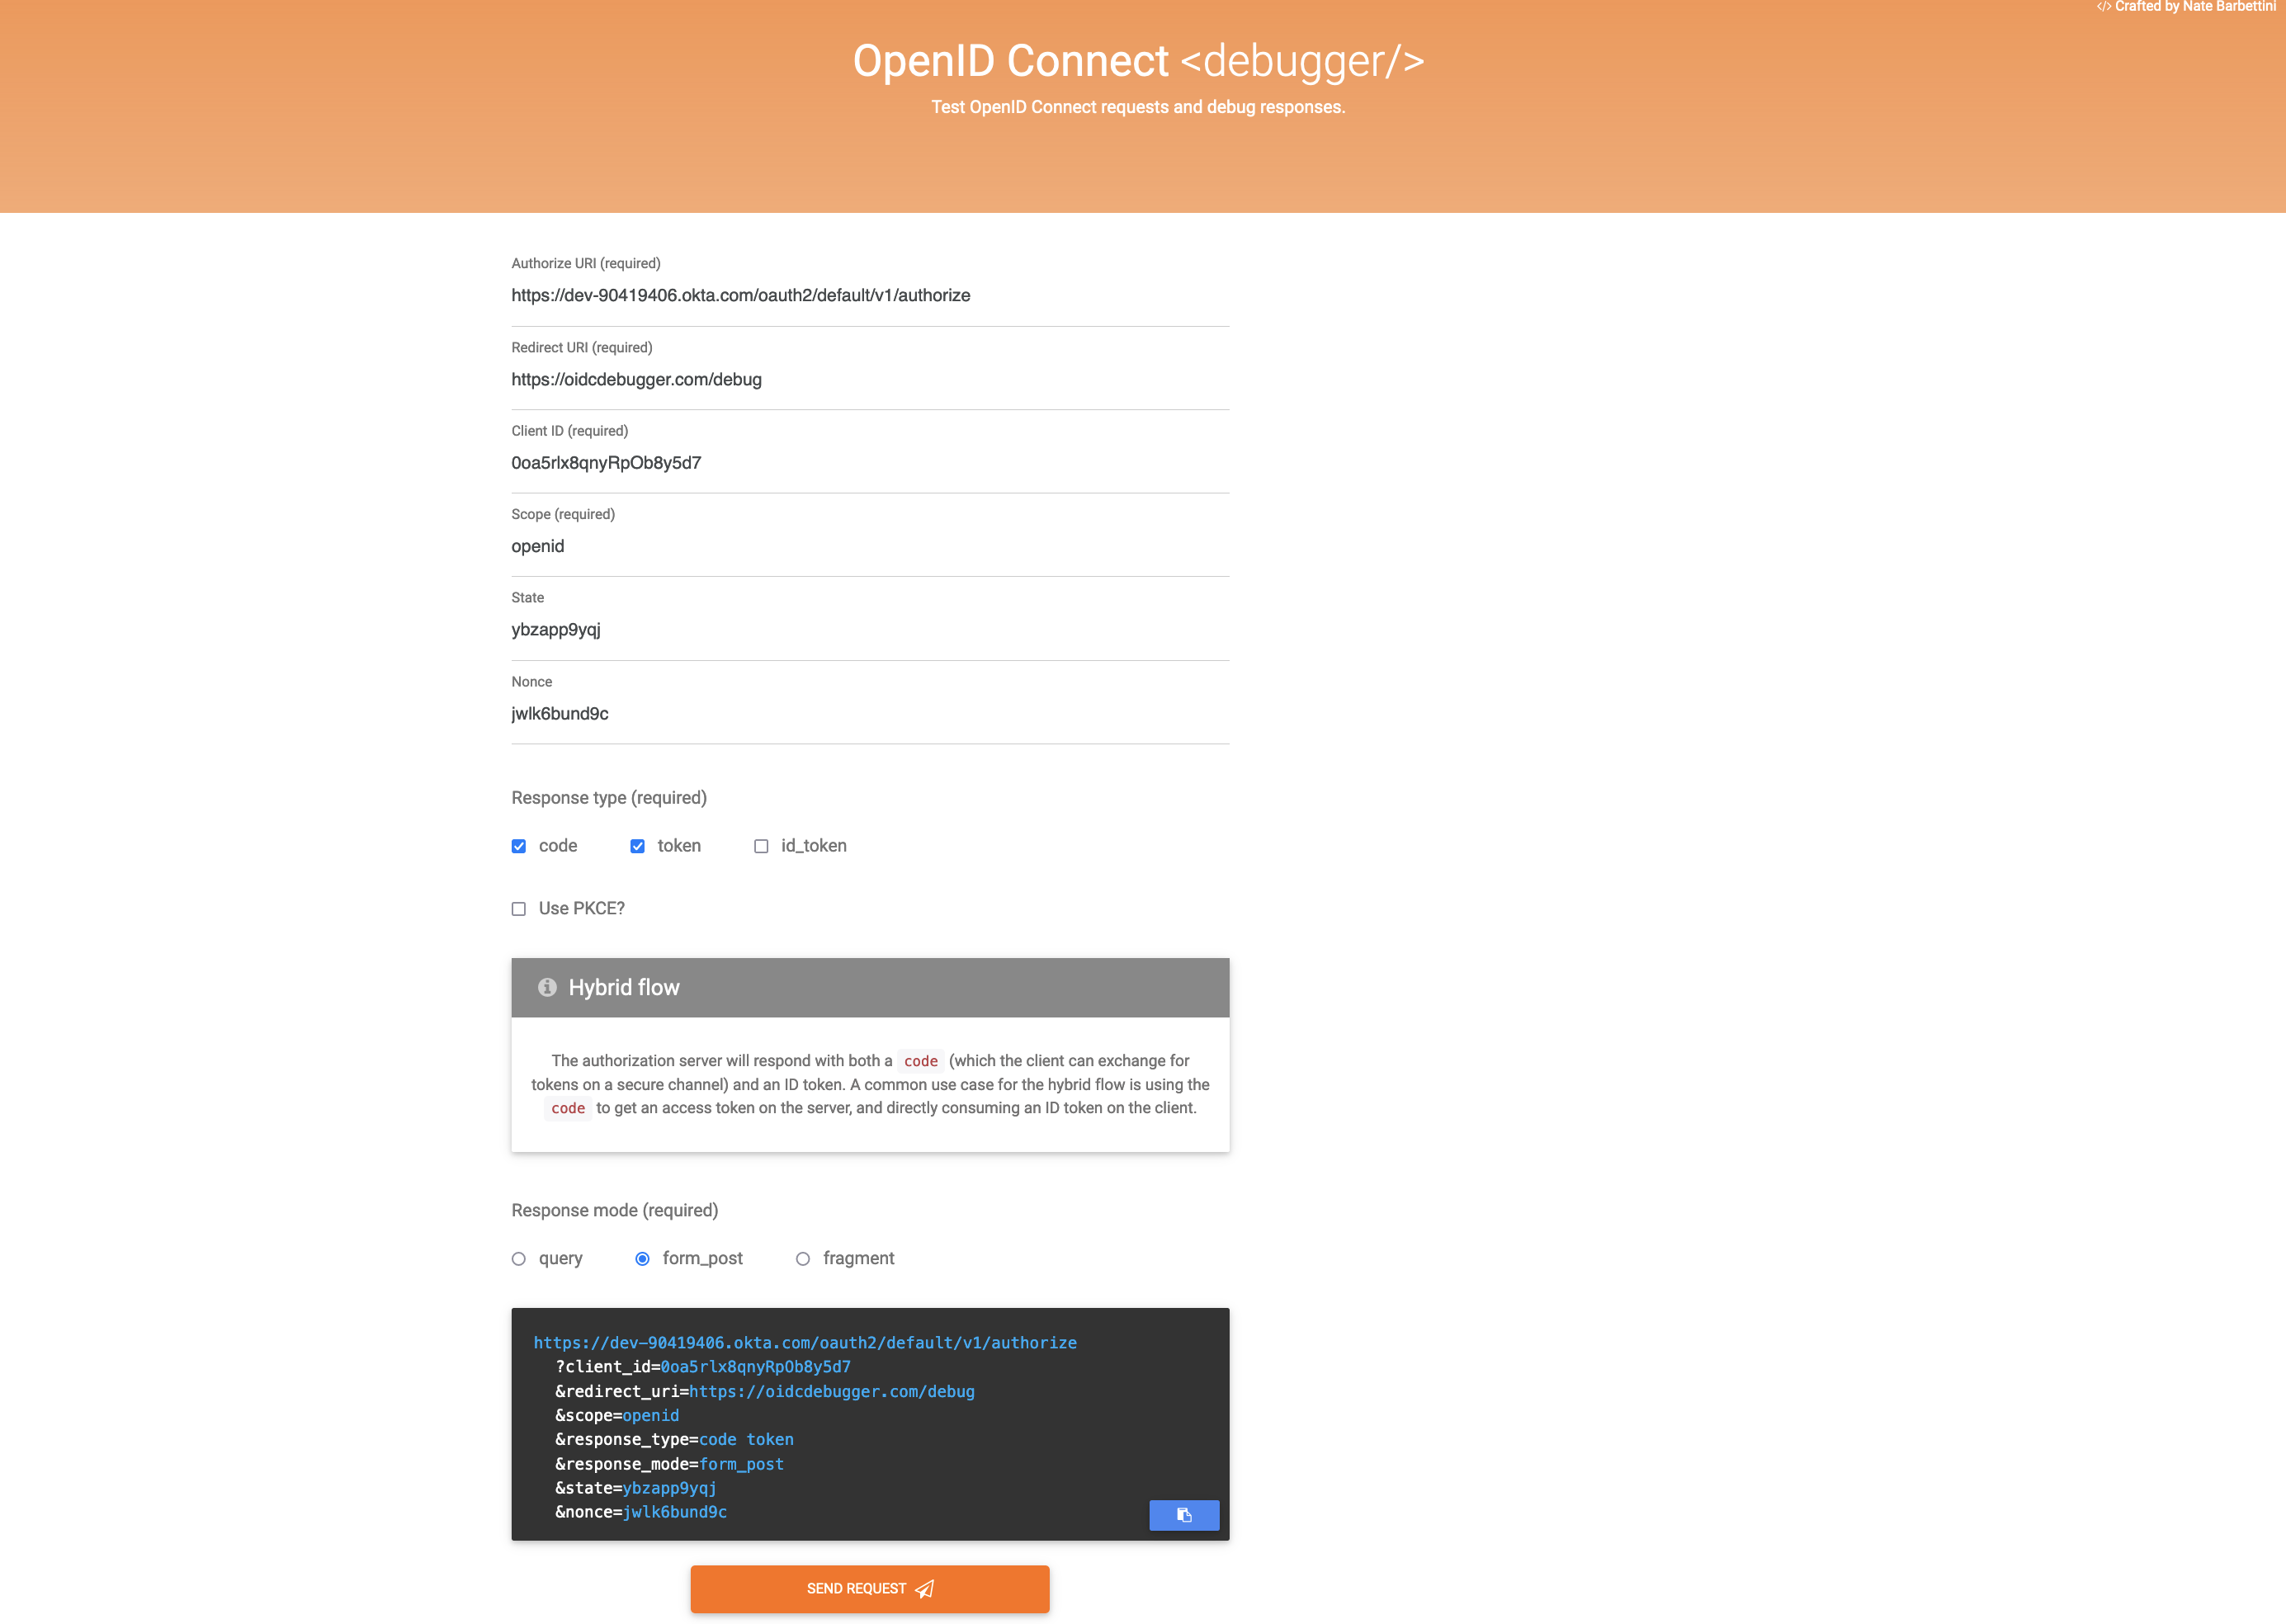 </> Crafted by Nate Barbettini
OpenID Connect <debugger/>
Test OpenID Connect requests and debug responses.
Authorize URI (required)
https://dev-90419406.okta.com/oauth2/default/v1/authorize
Redirect URI (required)
https://oidcdebugger.com/debug
Client ID (required)
0oa5rlx8qnyRpOb8y5d7
Scope (required)
openid
State
ybzapp9yqj
Nonce
jwlk6bund9c
Response type (required)
code token id_token
Use PKCE?
Hybrid flow
The authorization server will respond with both a code (which the client can exchange for
tokens on a secure channel) and an ID token. A common use case for the hybrid flow is using the
code to get an access token on the server, and directly consuming an ID token on the client.
Response mode (required)
query form_post fragment
https://dev-90419406.okta.com/oauth2/default/v1/authorize
?client_id=0oa5rlx8qnyRpOb8y5d7
&redirect_uri=https://oidcdebugger.com/debug
&scope=openid
&response_type=code token
&response_mode=form_post
&state=ybzapp9yqj
&nonce=jwlk6bund9c
SEND REQUEST